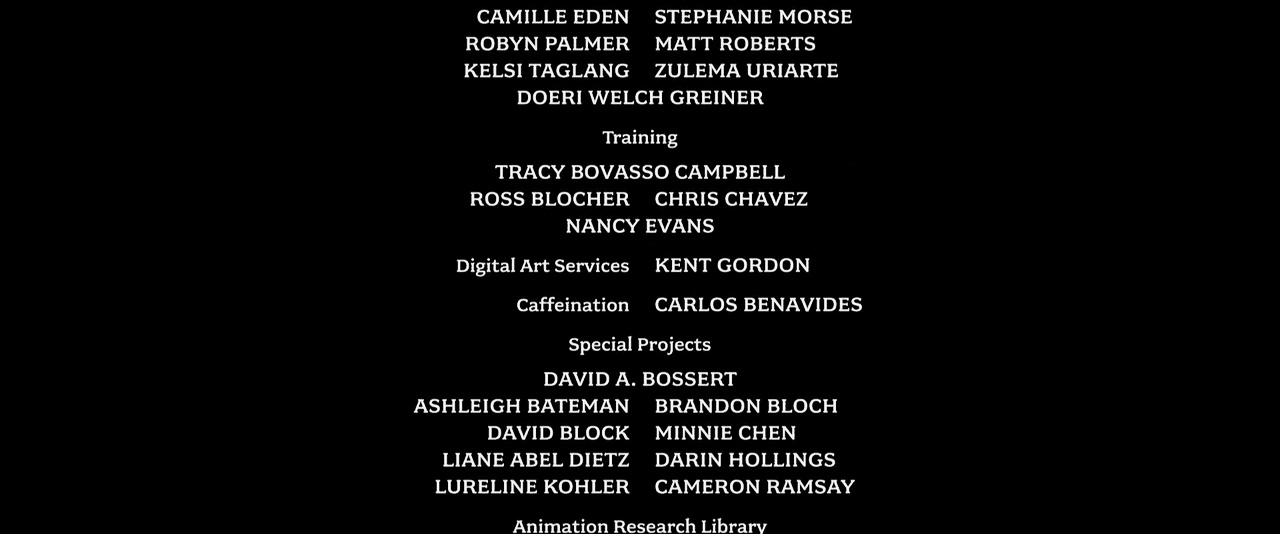 CAMILLE EDEN STEPHANIE MORSE
ROBYN PALMER MATT ROBERTS
KELSI TAGLANG ZULEMA URIARTE
DOERI WELCH GREINER
Training
TRACY BOVASSO CAMPBELL
ROSS BLOCHER CHRIS CHAVEZ
NANCY EVANS
Digital Art Services KENT GORDON
Caffeination CARLOS BENAVIDES
Special Projects
DAVID A. BOSSERT
ASHLEIGH BATEMAN BRANDON BLOCH
DAVID BLOCK MINNIE CHEN
LIANE ABEL DIETZ DARIN HOLLINGS
LURELINE KOHLER CAMERON RAMSAY
Animation Research Library